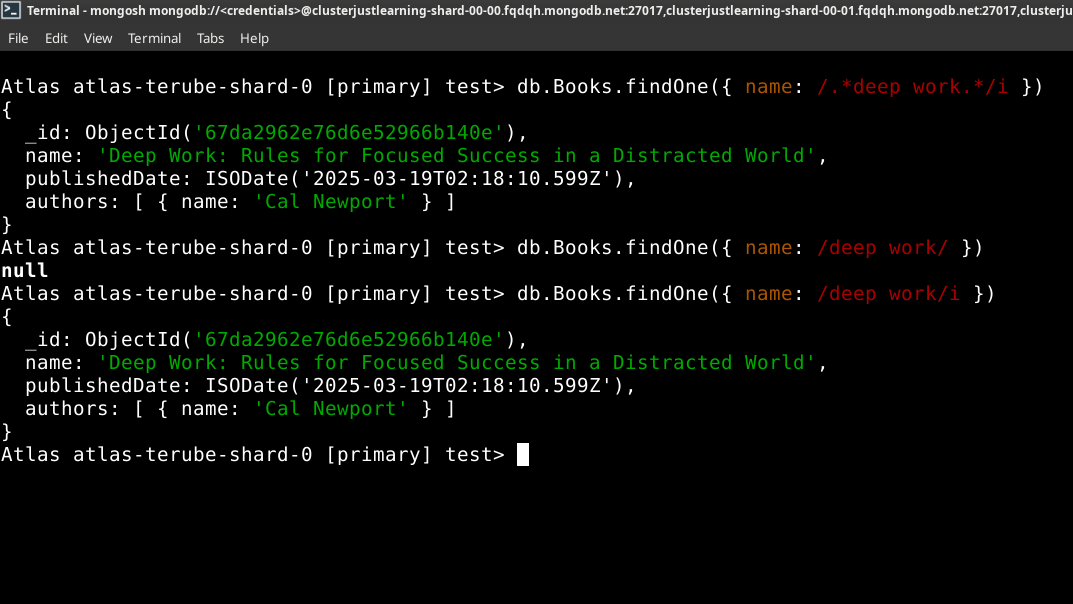 Terminal - mongosh mongodb://<credentials>@clusterjustlearning-shard-00-00.fqdqh.mongodb.net:27017,clusterjustlearning-shard-00-01.fqdqh.mongodb.net:27017,clusterju
File Edit View Terminal Tabs Help
Atlas atlas-terube-shard-0 [primary] test> db.Books.findOne({ name: /.*deep work.*/i })
{
  _id: ObjectId('67da2962e76d6e52966b140e'),
  name: 'Deep Work: Rules for Focused Success in a Distracted World',
  publishedDate: ISODate('2025-03-19T02:18:10.599Z'),
  authors: [ { name: 'Cal Newport' } ]
}
Atlas atlas-terube-shard-0 [primary] test> db.Books.findOne({ name: /deep work/ })
null
Atlas atlas-terube-shard-0 [primary] test> db.Books.findOne({ name: /deep work/i })
{
  _id: ObjectId('67da2962e76d6e52966b140e'),
  name: 'Deep Work: Rules for Focused Success in a Distracted World',
  publishedDate: ISODate('2025-03-19T02:18:10.599Z'),
  authors: [ { name: 'Cal Newport' } ]
}
Atlas atlas-terube-shard-0 [primary] test>